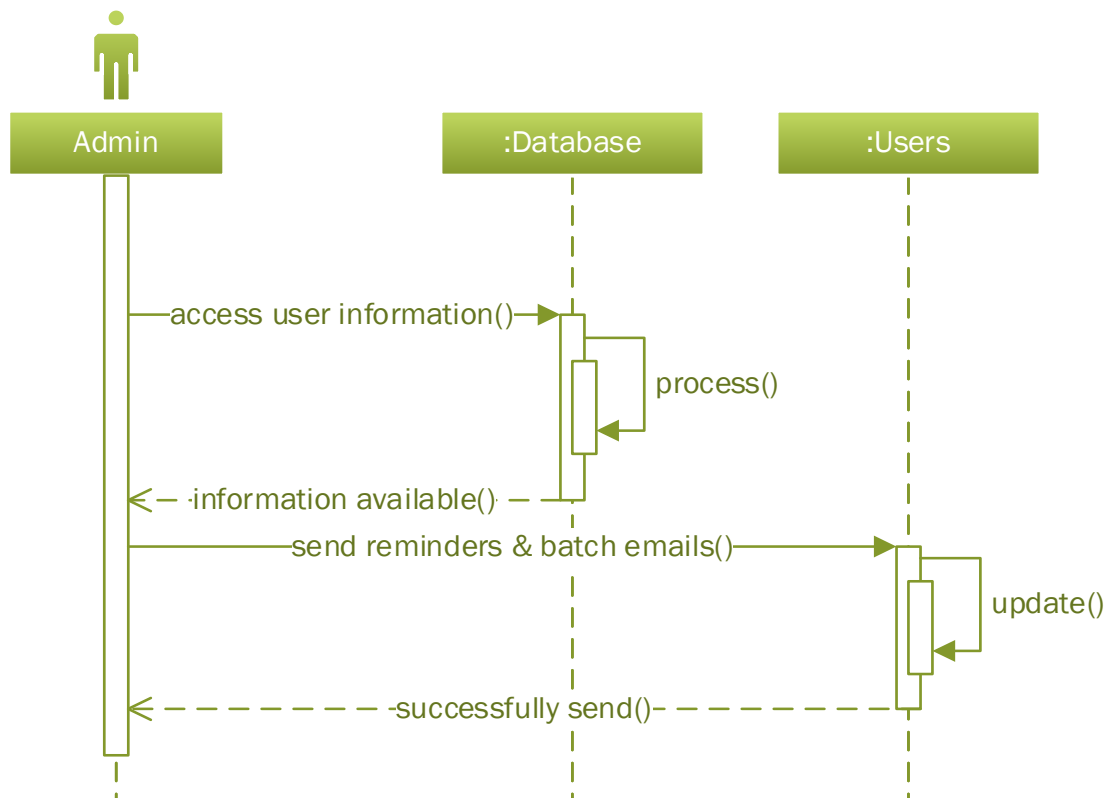 Admin
:Database
:Users
access user information()
process()
information available()
send reminders & batch emails()
update()
successfully send()